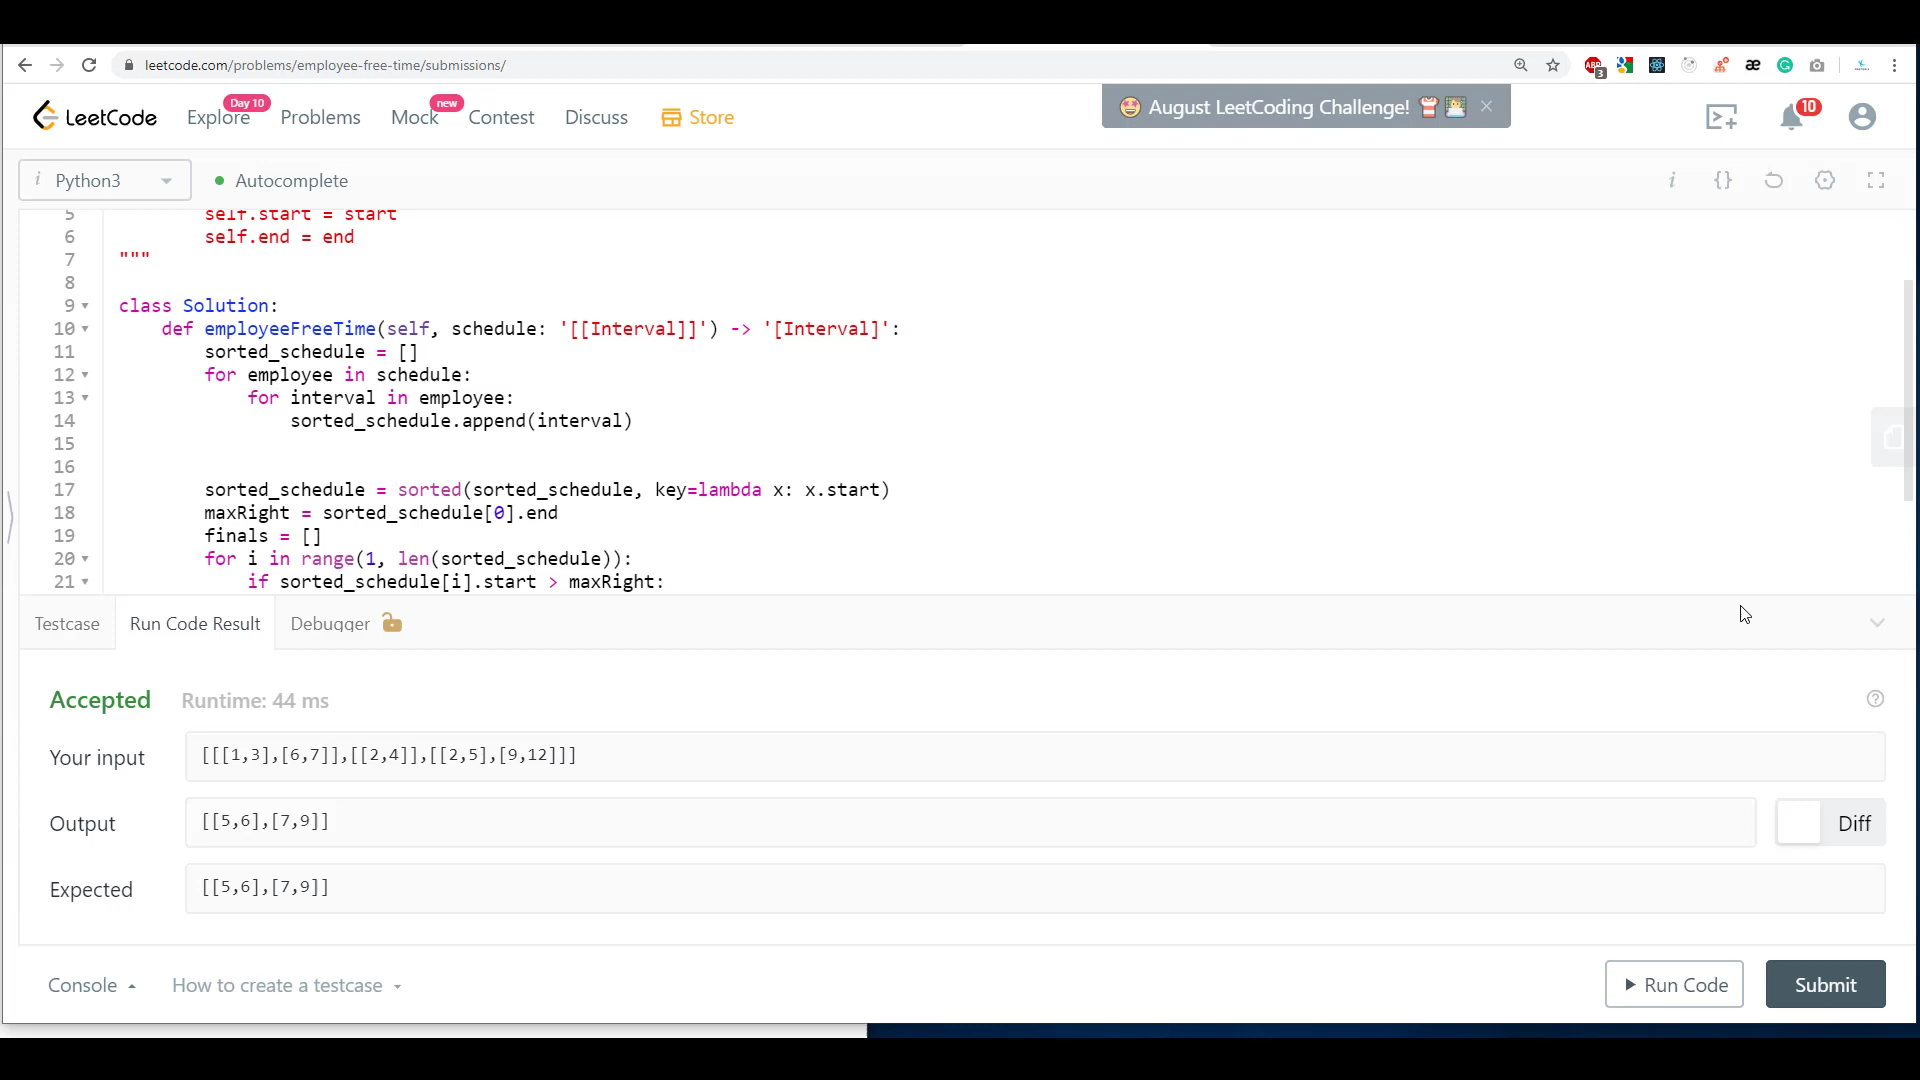 leetcode.com/problems/employee-free-time/submissions/
ABP 3
æ
LeetCode
Explore Day 10 Problems Mock new Contest Discuss Store
August LeetCoding Challenge!
10
i Python3 Autocomplete i {}
5 self.start = start
6 self.end = end
7 """
8
9 class Solution:
10 def employeeFreeTime(self, schedule: '[[Interval]]') -> '[Interval]':
11 sorted_schedule = []
12 for employee in schedule:
13 for interval in employee:
14 sorted_schedule.append(interval)
15
16
17 sorted_schedule = sorted(sorted_schedule, key=lambda x: x.start)
18 maxRight = sorted_schedule[0].end
19 finals = []
20 for i in range(1, len(sorted_schedule)):
21 if sorted_schedule[i].start > maxRight:
Testcase Run Code Result Debugger
Accepted Runtime: 44 ms
Your input [[[1,3],[6,7]],[[2,4]],[[2,5],[9,12]]]
Output [[5,6],[7,9]] Diff
Expected [[5,6],[7,9]]
Console How to create a testcase Run Code Submit